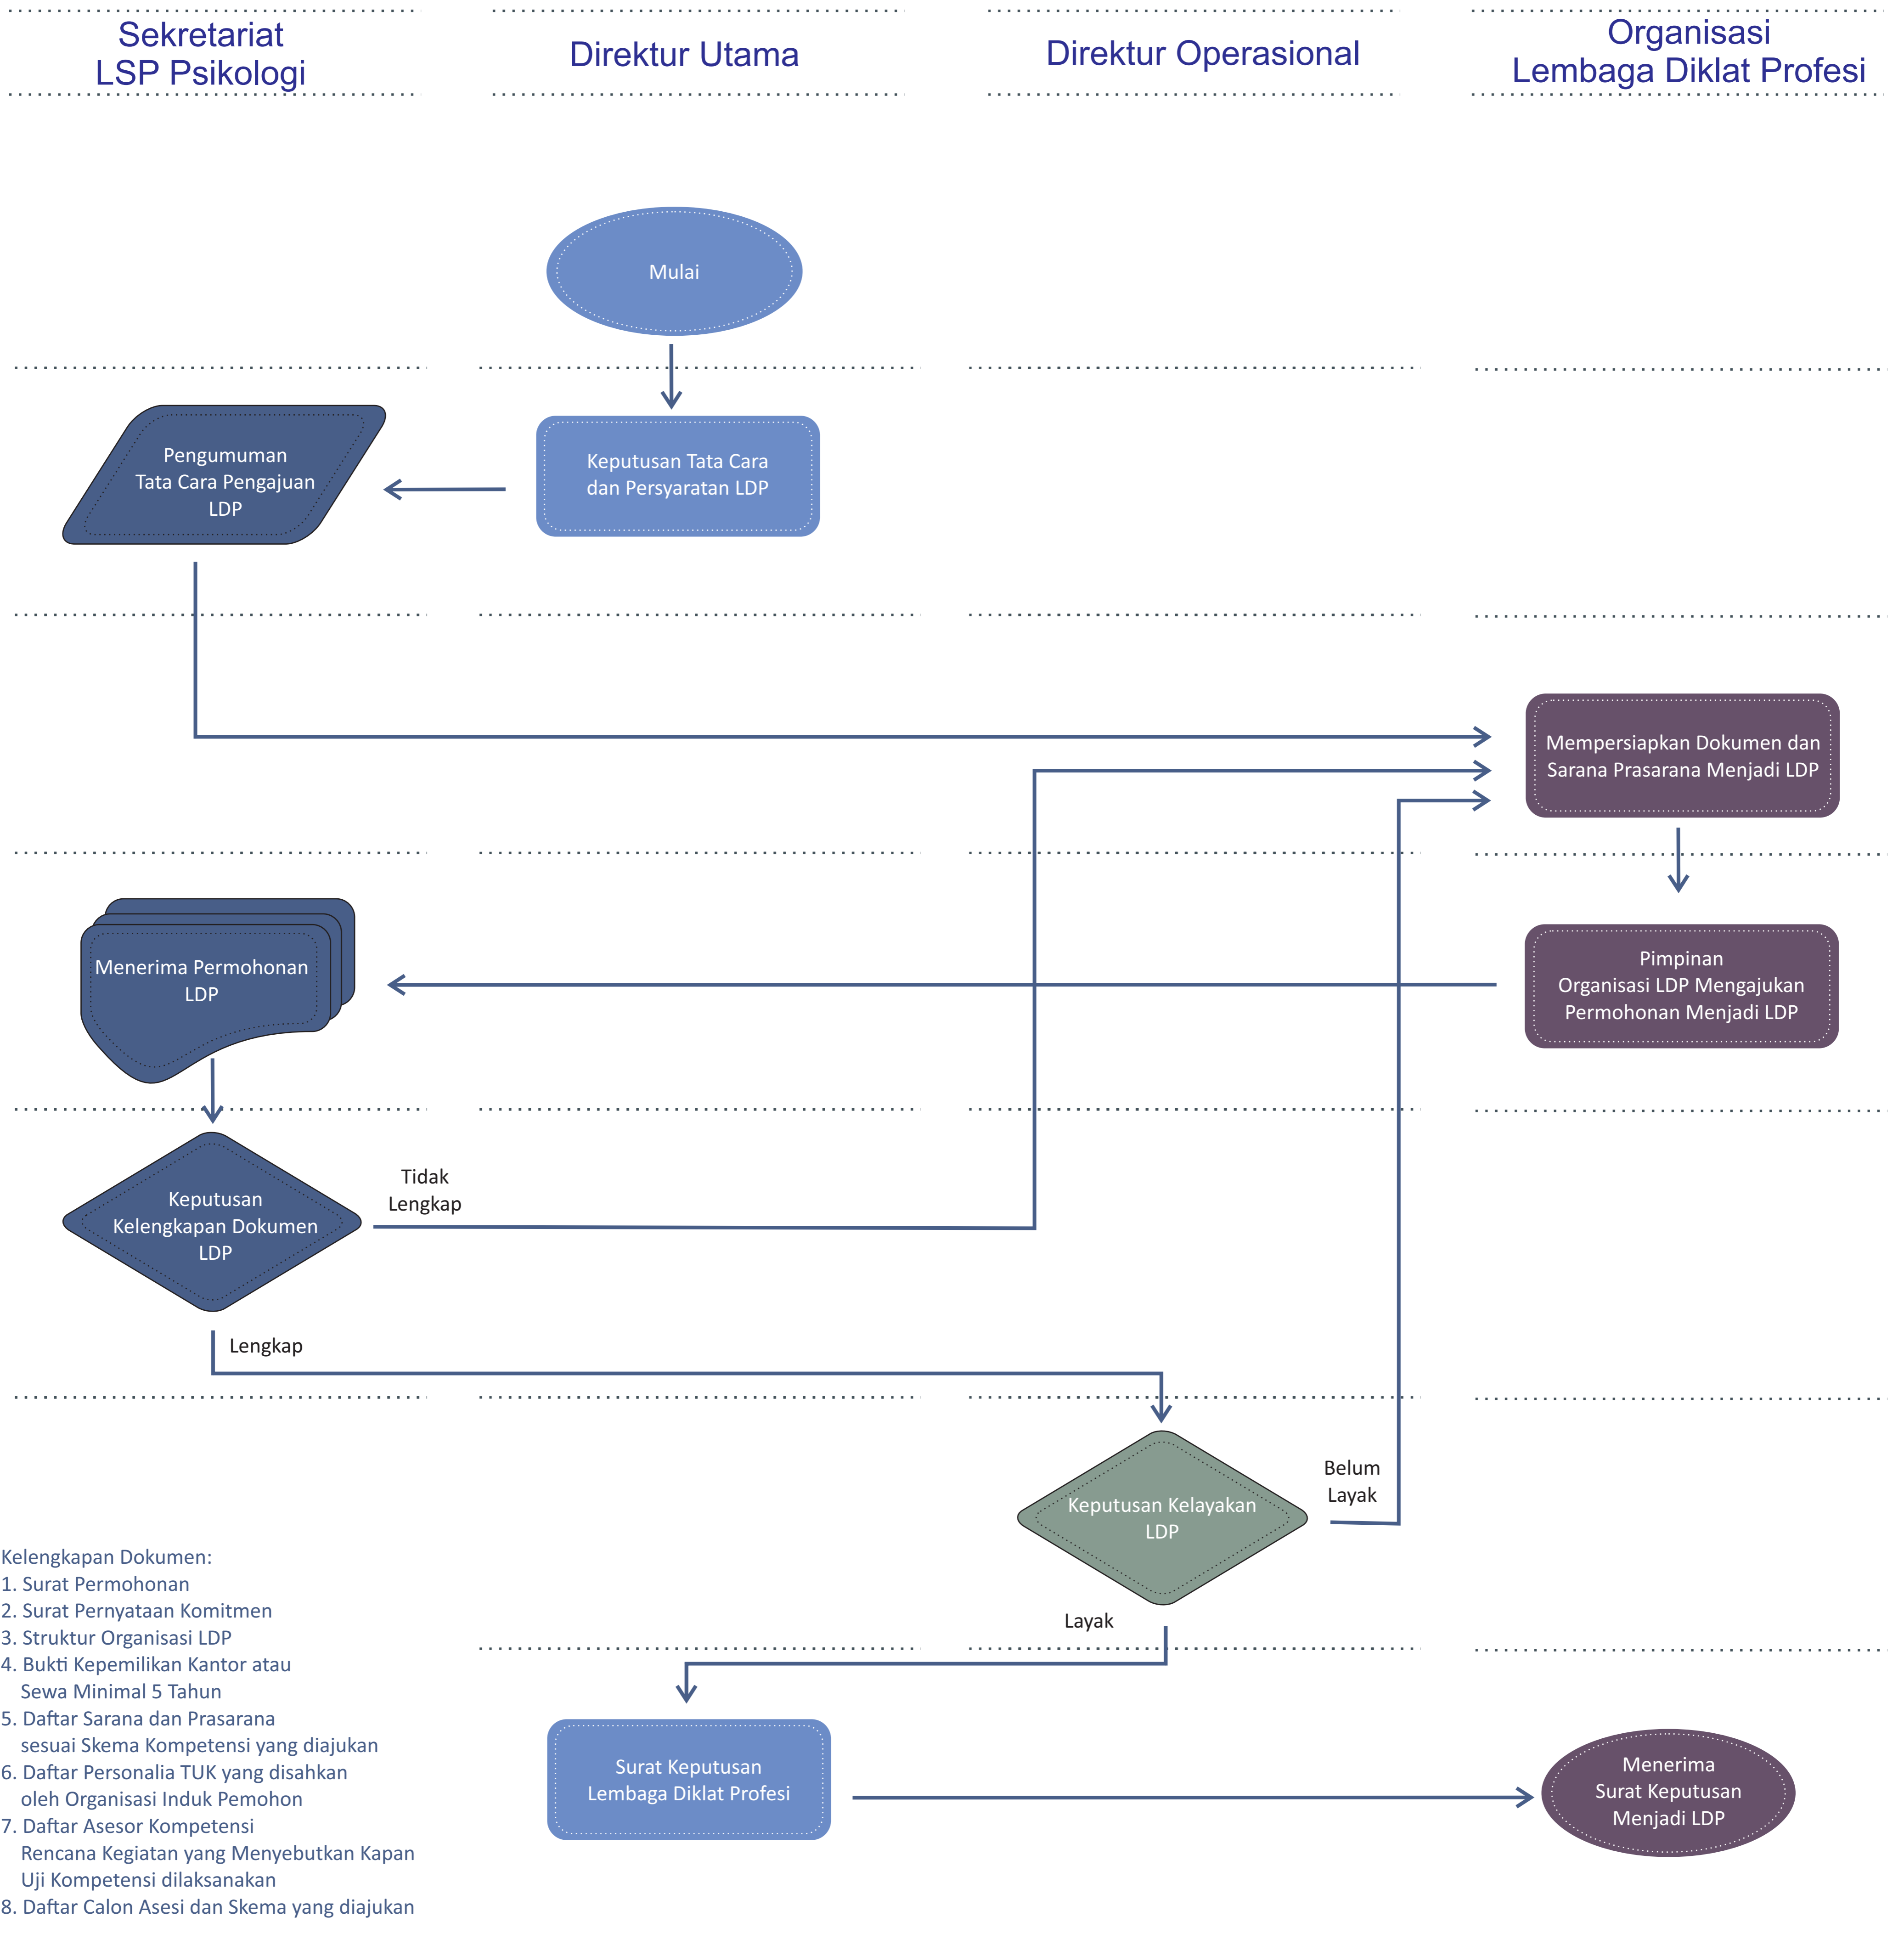 Sekretariat
LSP Psikologi
Direktur Utama
Direktur Operasional
Organisasi
Lembaga Diklat Profesi
Mulai
Pengumuman
Tata Cara Pengajuan
LDP
Keputusan Tata Cara
dan Persyaratan LDP
Mempersiapkan Dokumen dan
Sarana Prasarana Menjadi LDP
Menerima Permohonan
LDP
Pimpinan
Organisasi LDP Mengajukan
Permohonan Menjadi LDP
Keputusan
Kelengkapan Dokumen
LDP
Tidak
Lengkap
Lengkap
Keputusan Kelayakan
LDP
Belum
Layak
Layak
Kelengkapan Dokumen:
1. Surat Permohonan
2. Surat Pernyataan Komitmen
3. Struktur Organisasi LDP
4. Bukti Kepemilikan Kantor atau
Sewa Minimal 5 Tahun
5. Daftar Sarana dan Prasarana
sesuai Skema Kompetensi yang diajukan
6. Daftar Personalia TUK yang disahkan
oleh Organisasi Induk Pemohon
7. Daftar Asesor Kompetensi
Rencana Kegiatan yang Menyebutkan Kapan
Uji Kompetensi dilaksanakan
8. Daftar Calon Asesi dan Skema yang diajukan
Surat Keputusan
Lembaga Diklat Profesi
Menerima
Surat Keputusan
Menjadi LDP